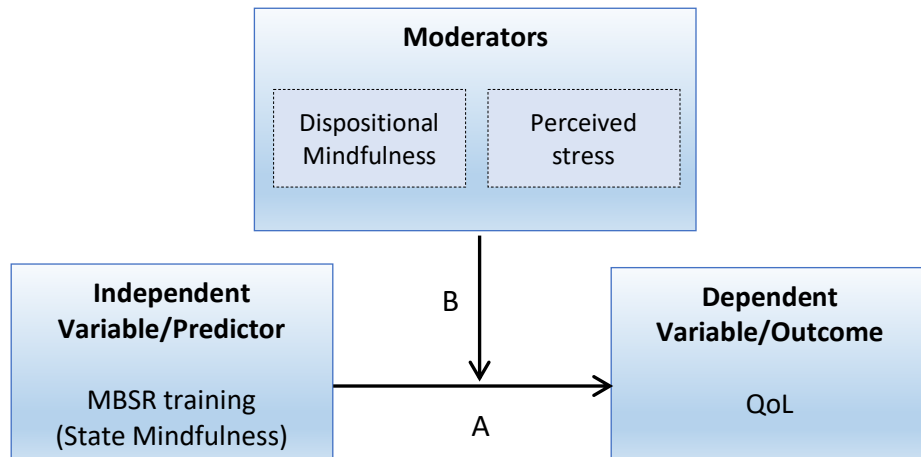 Moderators
Dispositional
Mindfulness
Perceived
stress
Independent
Variable/Predictor
MBSR training
(State Mindfulness)
B
A
Dependent
Variable/Outcome
QoL